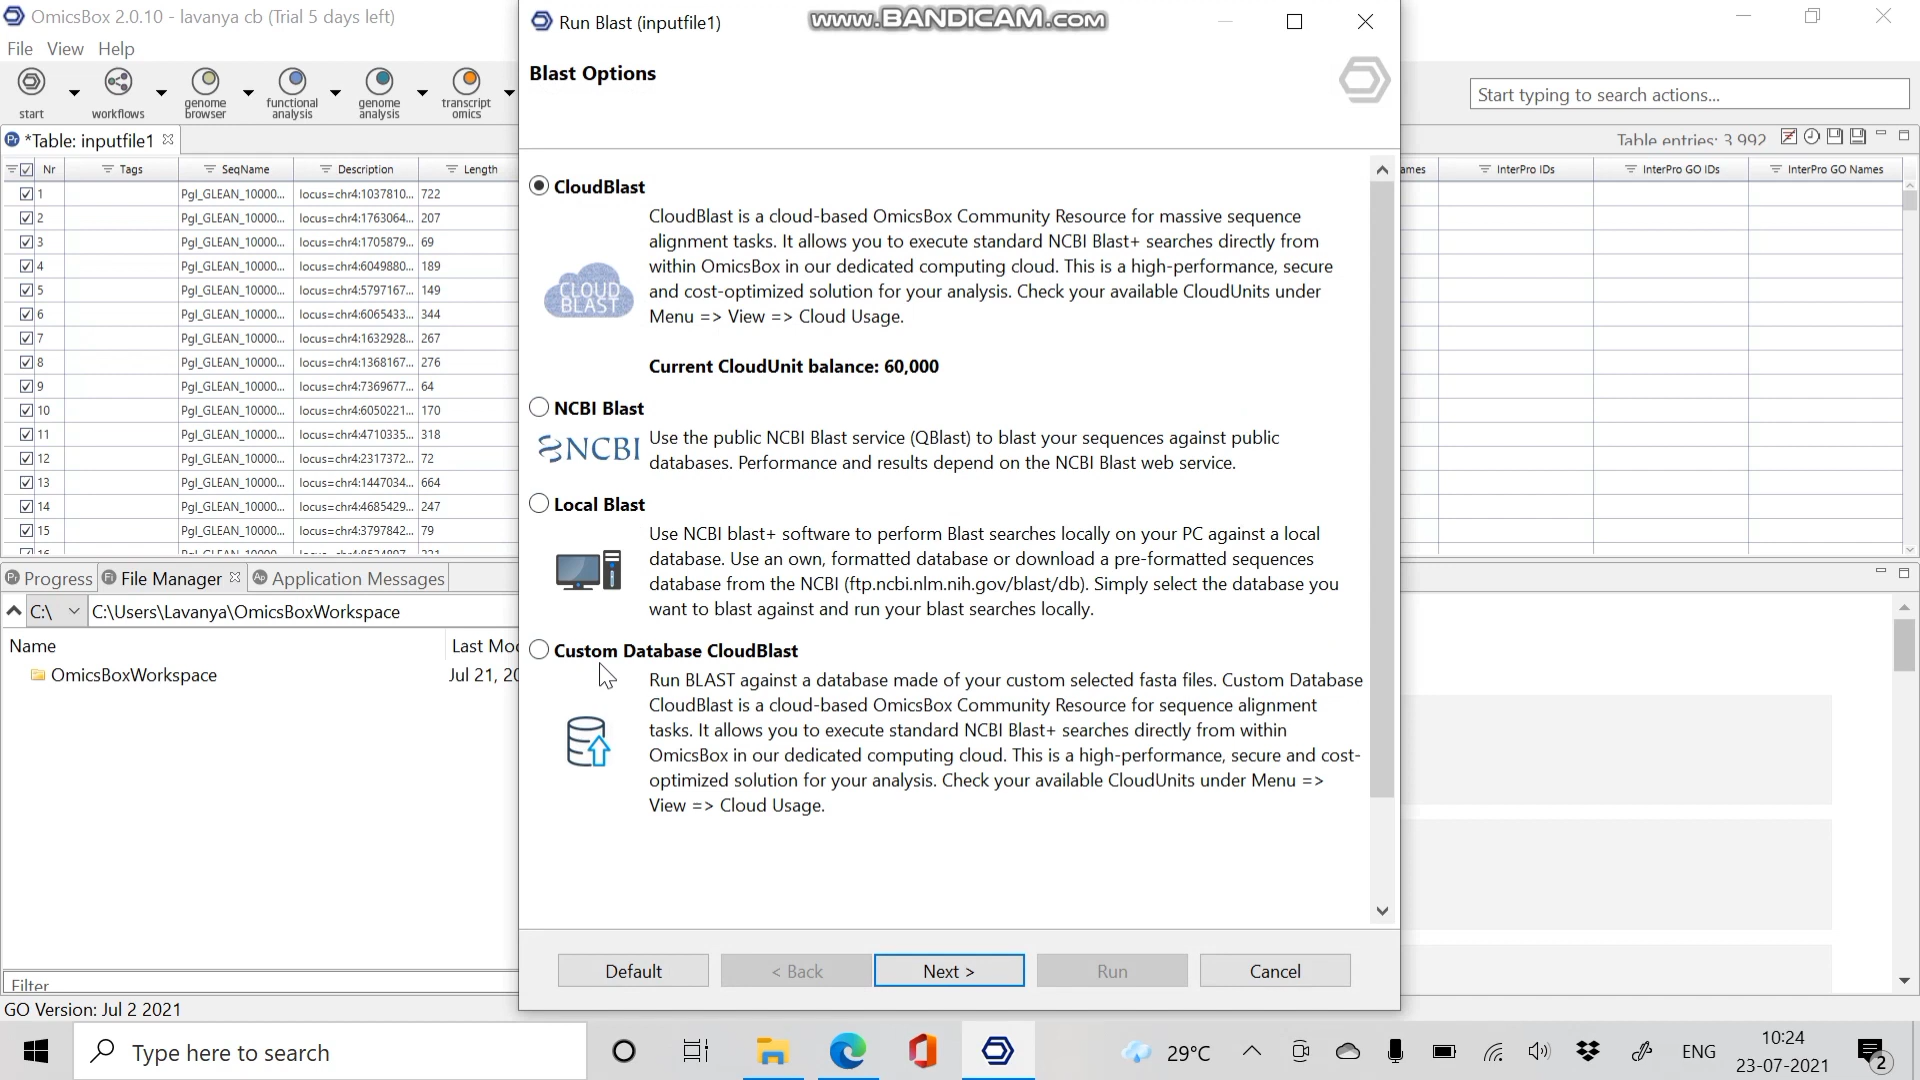 OmicsBox 2.0.10 - lavanya cb (Trial 5 days left)
Run Blast (inputfile1)
www.BANDICAM.com
File View Help
Blast Options
start
workflows
genome browser
functional analysis
genome analysis
transcript omics
Start typing to search actions...
*Table: inputfile1
Table entries: 3 992
Nr Tags SeqName Description Length
ames InterPro IDs InterPro GO IDs InterPro GO Names
1 Pgl_GLEAN_10000... locus=chr4:1037810... 722
2 Pgl_GLEAN_10000... locus=chr4:1763064... 207
3 Pgl_GLEAN_10000... locus=chr4:1705879... 69
4 Pgl_GLEAN_10000... locus=chr4:6049880... 189
5 Pgl_GLEAN_10000... locus=chr4:5797167... 149
6 Pgl_GLEAN_10000... locus=chr4:6065433... 344
7 Pgl_GLEAN_10000... locus=chr4:1632928... 267
8 Pgl_GLEAN_10000... locus=chr4:1368167... 276
9 Pgl_GLEAN_10000... locus=chr4:7369677... 64
10 Pgl_GLEAN_10000... locus=chr4:6050221... 170
11 Pgl_GLEAN_10000... locus=chr4:4710335... 318
12 Pgl_GLEAN_10000... locus=chr4:2317372... 72
13 Pgl_GLEAN_10000... locus=chr4:1447034... 664
14 Pgl_GLEAN_10000... locus=chr4:4685429... 247
15 Pgl_GLEAN_10000... locus=chr4:3797842... 79
CloudBlast
CLOUD BLAST
CloudBlast is a cloud-based OmicsBox Community Resource for massive sequence
alignment tasks. It allows you to execute standard NCBI Blast+ searches directly from
within OmicsBox in our dedicated computing cloud. This is a high-performance, secure
and cost-optimized solution for your analysis. Check your available CloudUnits under
Menu => View => Cloud Usage.
Current CloudUnit balance: 60,000
NCBI Blast
NCBI
Use the public NCBI Blast service (QBlast) to blast your sequences against public
databases. Performance and results depend on the NCBI Blast web service.
Local Blast
Use NCBI blast+ software to perform Blast searches locally on your PC against a local
database. Use an own, formatted database or download a pre-formatted sequences
database from the NCBI (ftp.ncbi.nlm.nih.gov/blast/db). Simply select the database you
want to blast against and run your blast searches locally.
Custom Database CloudBlast
Run BLAST against a database made of your custom selected fasta files. Custom Database
CloudBlast is a cloud-based OmicsBox Community Resource for sequence alignment
tasks. It allows you to execute standard NCBI Blast+ searches directly from within
OmicsBox in our dedicated computing cloud. This is a high-performance, secure and cost-
optimized solution for your analysis. Check your available CloudUnits under Menu =>
View => Cloud Usage.
Default < Back Next > Run Cancel
Progress File Manager Application Messages
C:\ C:\Users\Lavanya\OmicsBoxWorkspace
Name Last Mod
OmicsBoxWorkspace Jul 21, 20
Filter
GO Version: Jul 2 2021
Type here to search
29°C
ENG
10:24
23-07-2021
2